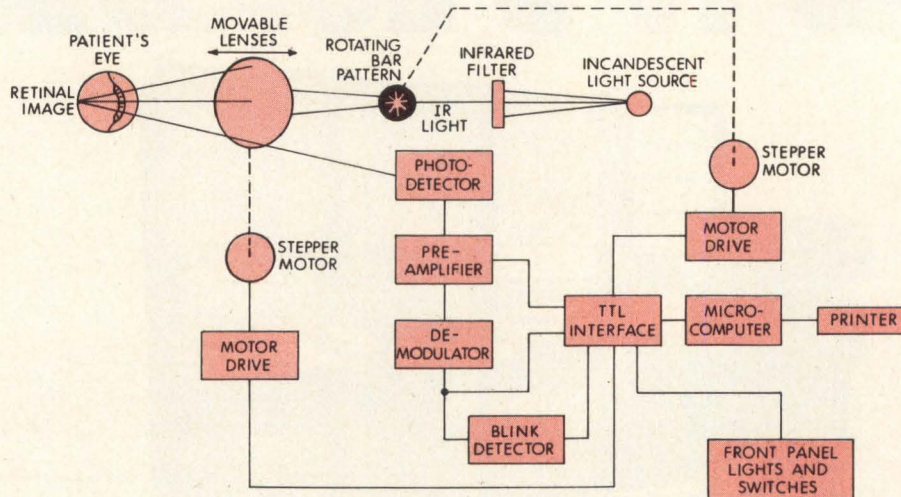 MOVABLE
LENSES
PATIENT'S
EYE
RETINAL
IMAGE
ROTATING
BAR
PATTERN
IR
LIGHT
INFRARED
FILTER
INCANDESCENT
LIGHT SOURCE
PHOTO-
DETECTOR
STEPPER
MOTOR
STEPPER
MOTOR
MOTOR
DRIVE
PRE-
AMPLIFIER
TTL
INTERFACE
MICRO-
COMPUTER
PRINTER
MOTOR
DRIVE
DE-
MODULATOR
BLINK
DETECTOR
FRONT PANEL
LIGHTS AND
SWITCHES